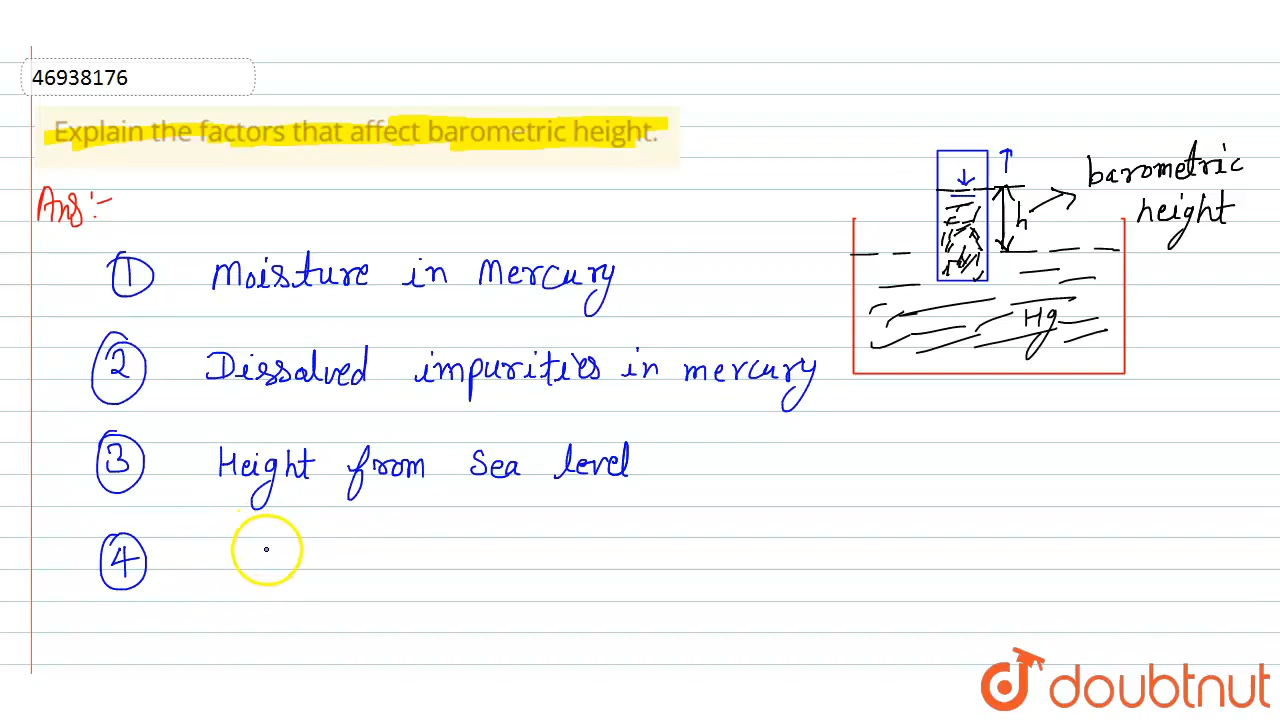 46938176
Explain the factors that affect barometric height.
Ans:-
① Moisture in Mercury
② Dissolved impurities in mercury
③ Height from sea level
④
h
barometric
height
Hg
doubtnut